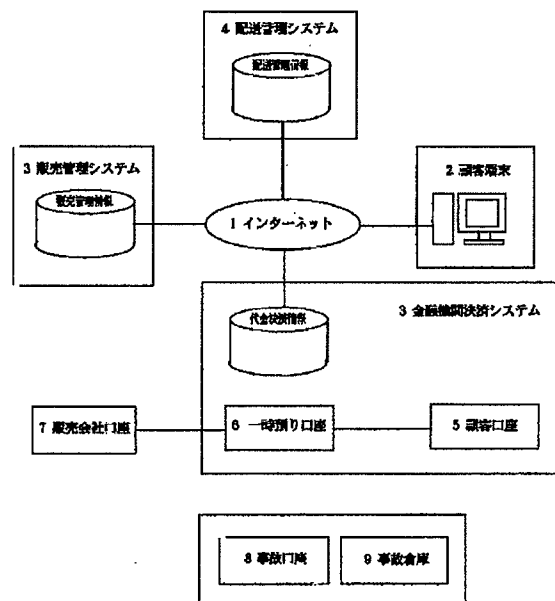 4 配送管理システム
配送管理情報
3 販売管理システム
販売管理情報
2 顧客端末
1 インターネット
代金決済情報
3 金融機関決済システム
7 販売会社口座
6 一時預り口座
5 顧客口座
8 事故口座
9 事故倉庫